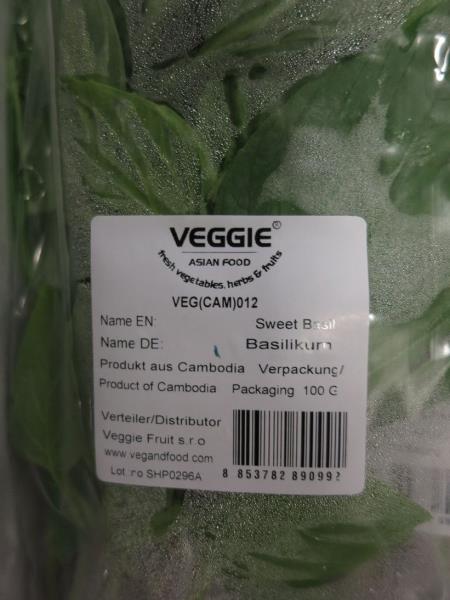 VEGGIE®
ASIAN FOOD
fresh vegetables, herbs & fruits
VEG(CAM)012
Name EN: Sweet Basil
Name DE: Basilikum
Produkt aus Cambodia Verpackung/
Product of Cambodia Packaging 100 G
Verteiler/Distributor
Veggie Fruit s.r.o
www.vegandfood.com
Lot :ro SHP0296A
8 853782 890992